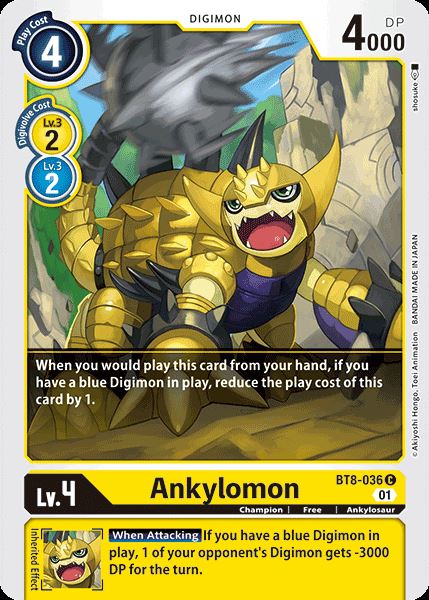 DIGIMON
Play Cost
4
DP
4000
Digivolve Cost
Lv.3
2
Lv.3
2
shosuke
©Akiyoshi Hongo, Toei Animation BANDAI MADE IN JAPAN
When you would play this card from your hand, if you
have a blue Digimon in play, reduce the play cost of this
card by 1.
BT8-036 C
Lv.4
Ankylomon
01
Champion | Free | Ankylosaur
Inherited Effect
When Attacking If you have a blue Digimon in
play, 1 of your opponent's Digimon gets -3000
DP for the turn.